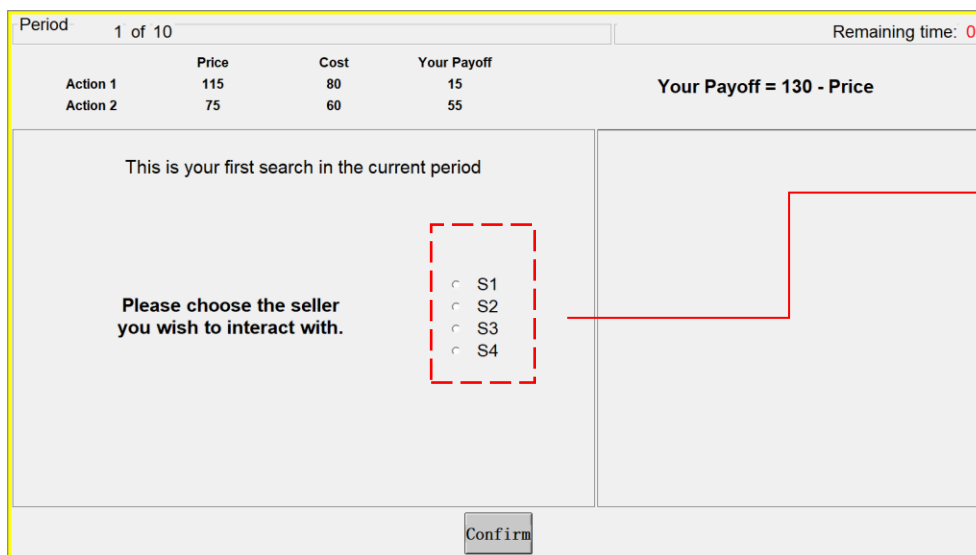 Period
1 of 10
Remaining time: 0
Price Cost Your Payoff
Action 1 115 80 15
Action 2 75 60 55
Your Payoff = 130 - Price
This is your first search in the current period
Please choose the seller
you wish to interact with.
S1
S2
S3
S4
Confirm